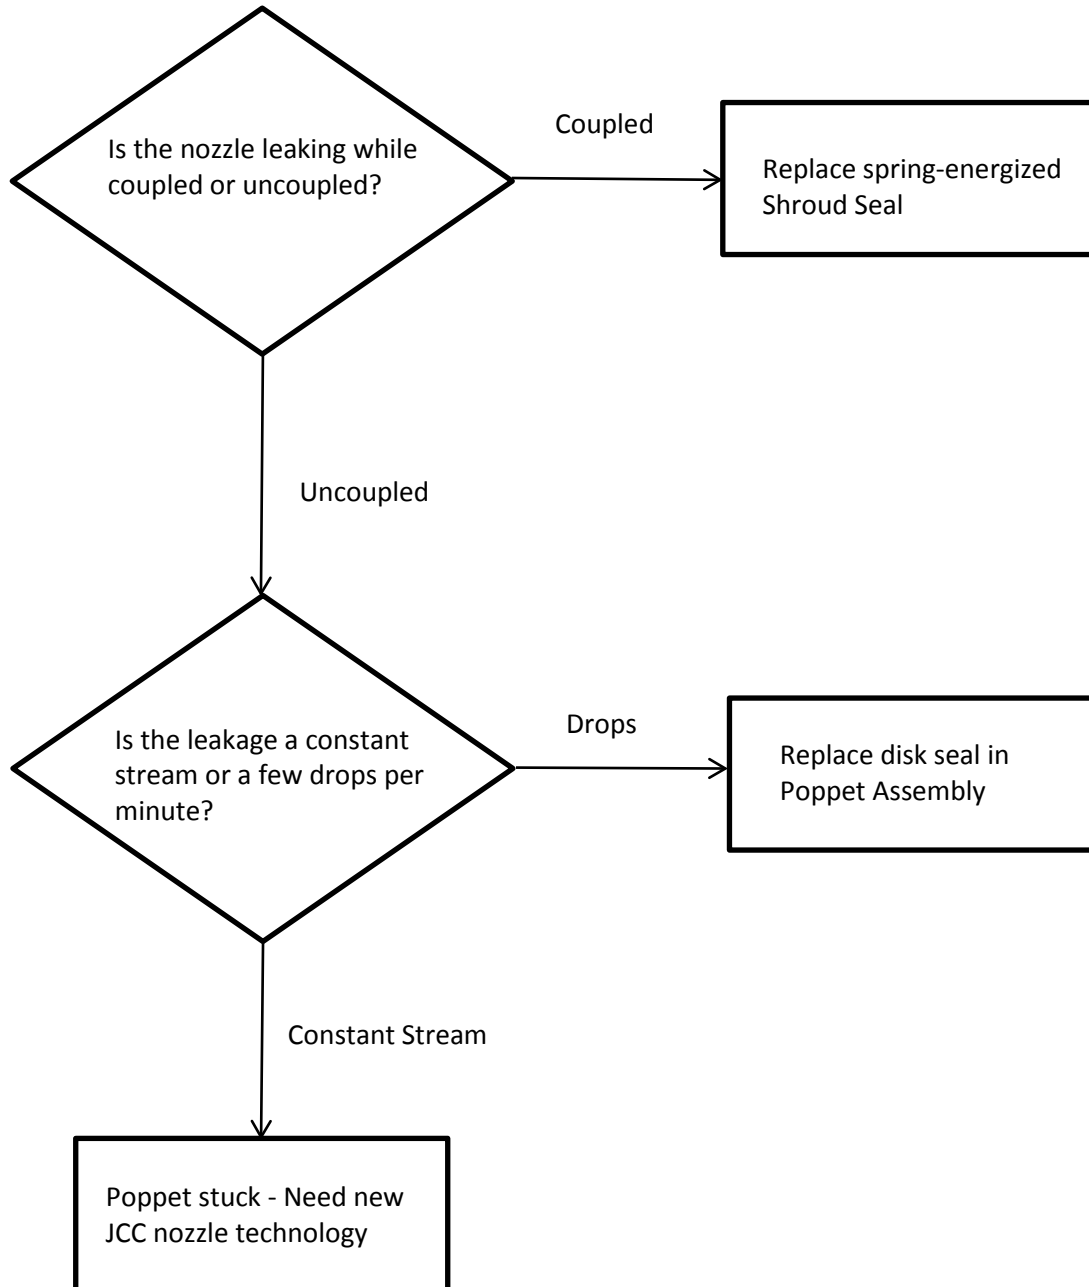 Is the nozzle leaking while
coupled or uncoupled?
Coupled
Replace spring-energized
Shroud Seal
Uncoupled
Is the leakage a constant
stream or a few drops per
minute?
Drops
Replace disk seal in
Poppet Assembly
Constant Stream
Poppet stuck - Need new
JCC nozzle technology